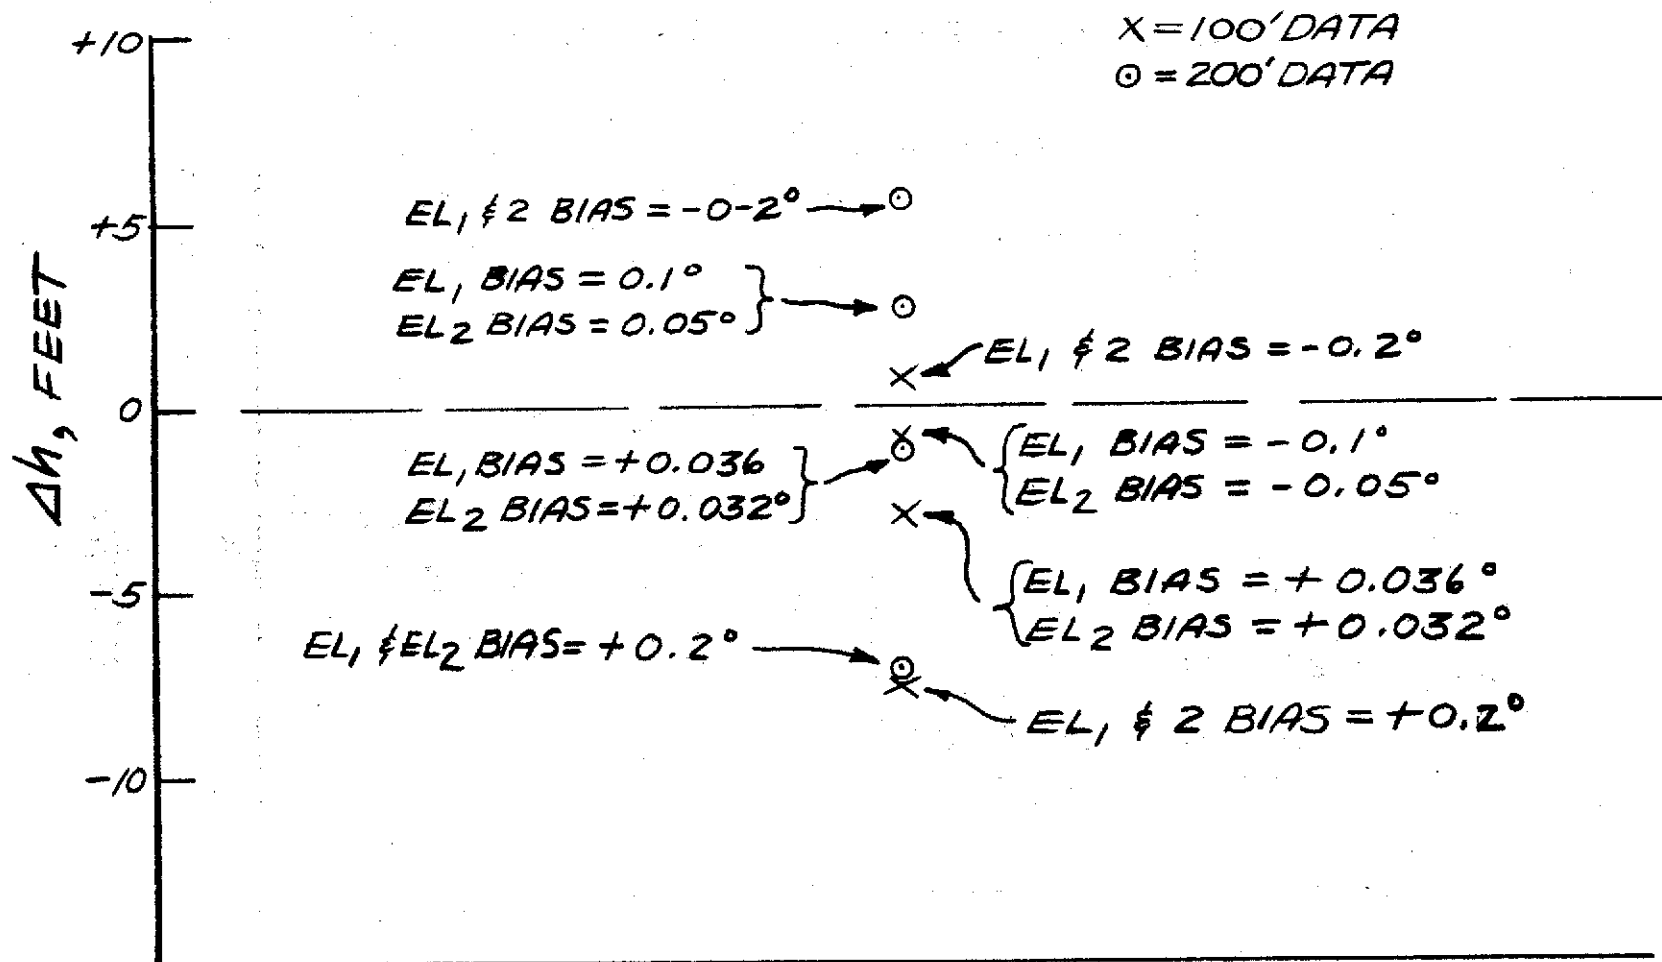 X = 100' DATA
⊙ = 200' DATA
+10
+5
0
-5
-10
Δh, FEET
EL1 & 2 BIAS = -0-2°
EL1 BIAS = 0.1°
EL2 BIAS = 0.05°
EL1 & 2 BIAS = -0.2°
EL1 BIAS = +0.036
EL2 BIAS = +0.032°
EL1 BIAS = -0.1°
EL2 BIAS = -0.05°
EL1 BIAS = +0.036°
EL2 BIAS = +0.032°
EL1 & EL2 BIAS = +0.2°
EL1 & 2 BIAS = +0.2°